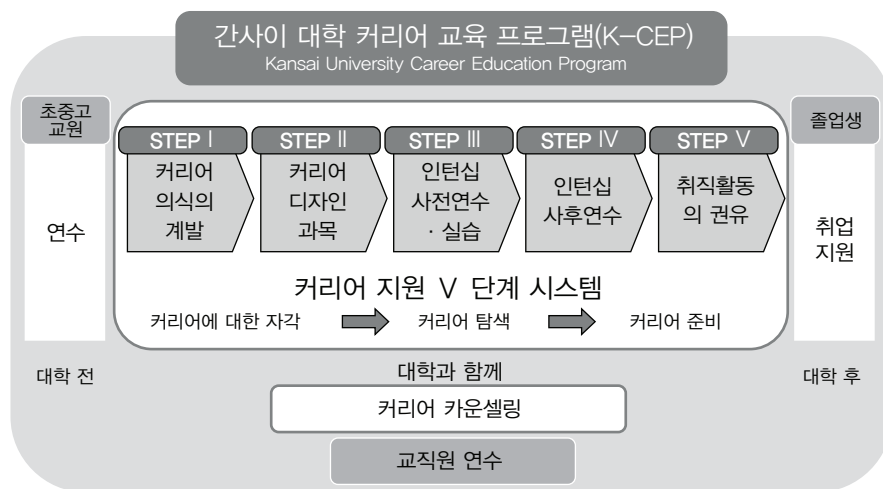 간사이 대학 커리어 교육 프로그램(K-CEP)
Kansai University Career Education Program
초중고
교원
연수
대학 전
STEP Ⅰ
커리어
의식의
계발
STEP Ⅱ
커리어
디자인
과목
STEP Ⅲ
인턴십
사전연수
· 실습
STEP Ⅳ
인턴십
사후연수
STEP Ⅴ
취직활동
의 권유
커리어 지원 Ⅴ 단계 시스템
커리어에 대한 자각
커리어 탐색
커리어 준비
졸업생
취업
지원
대학 후
대학과 함께
커리어 카운셀링
교직원 연수